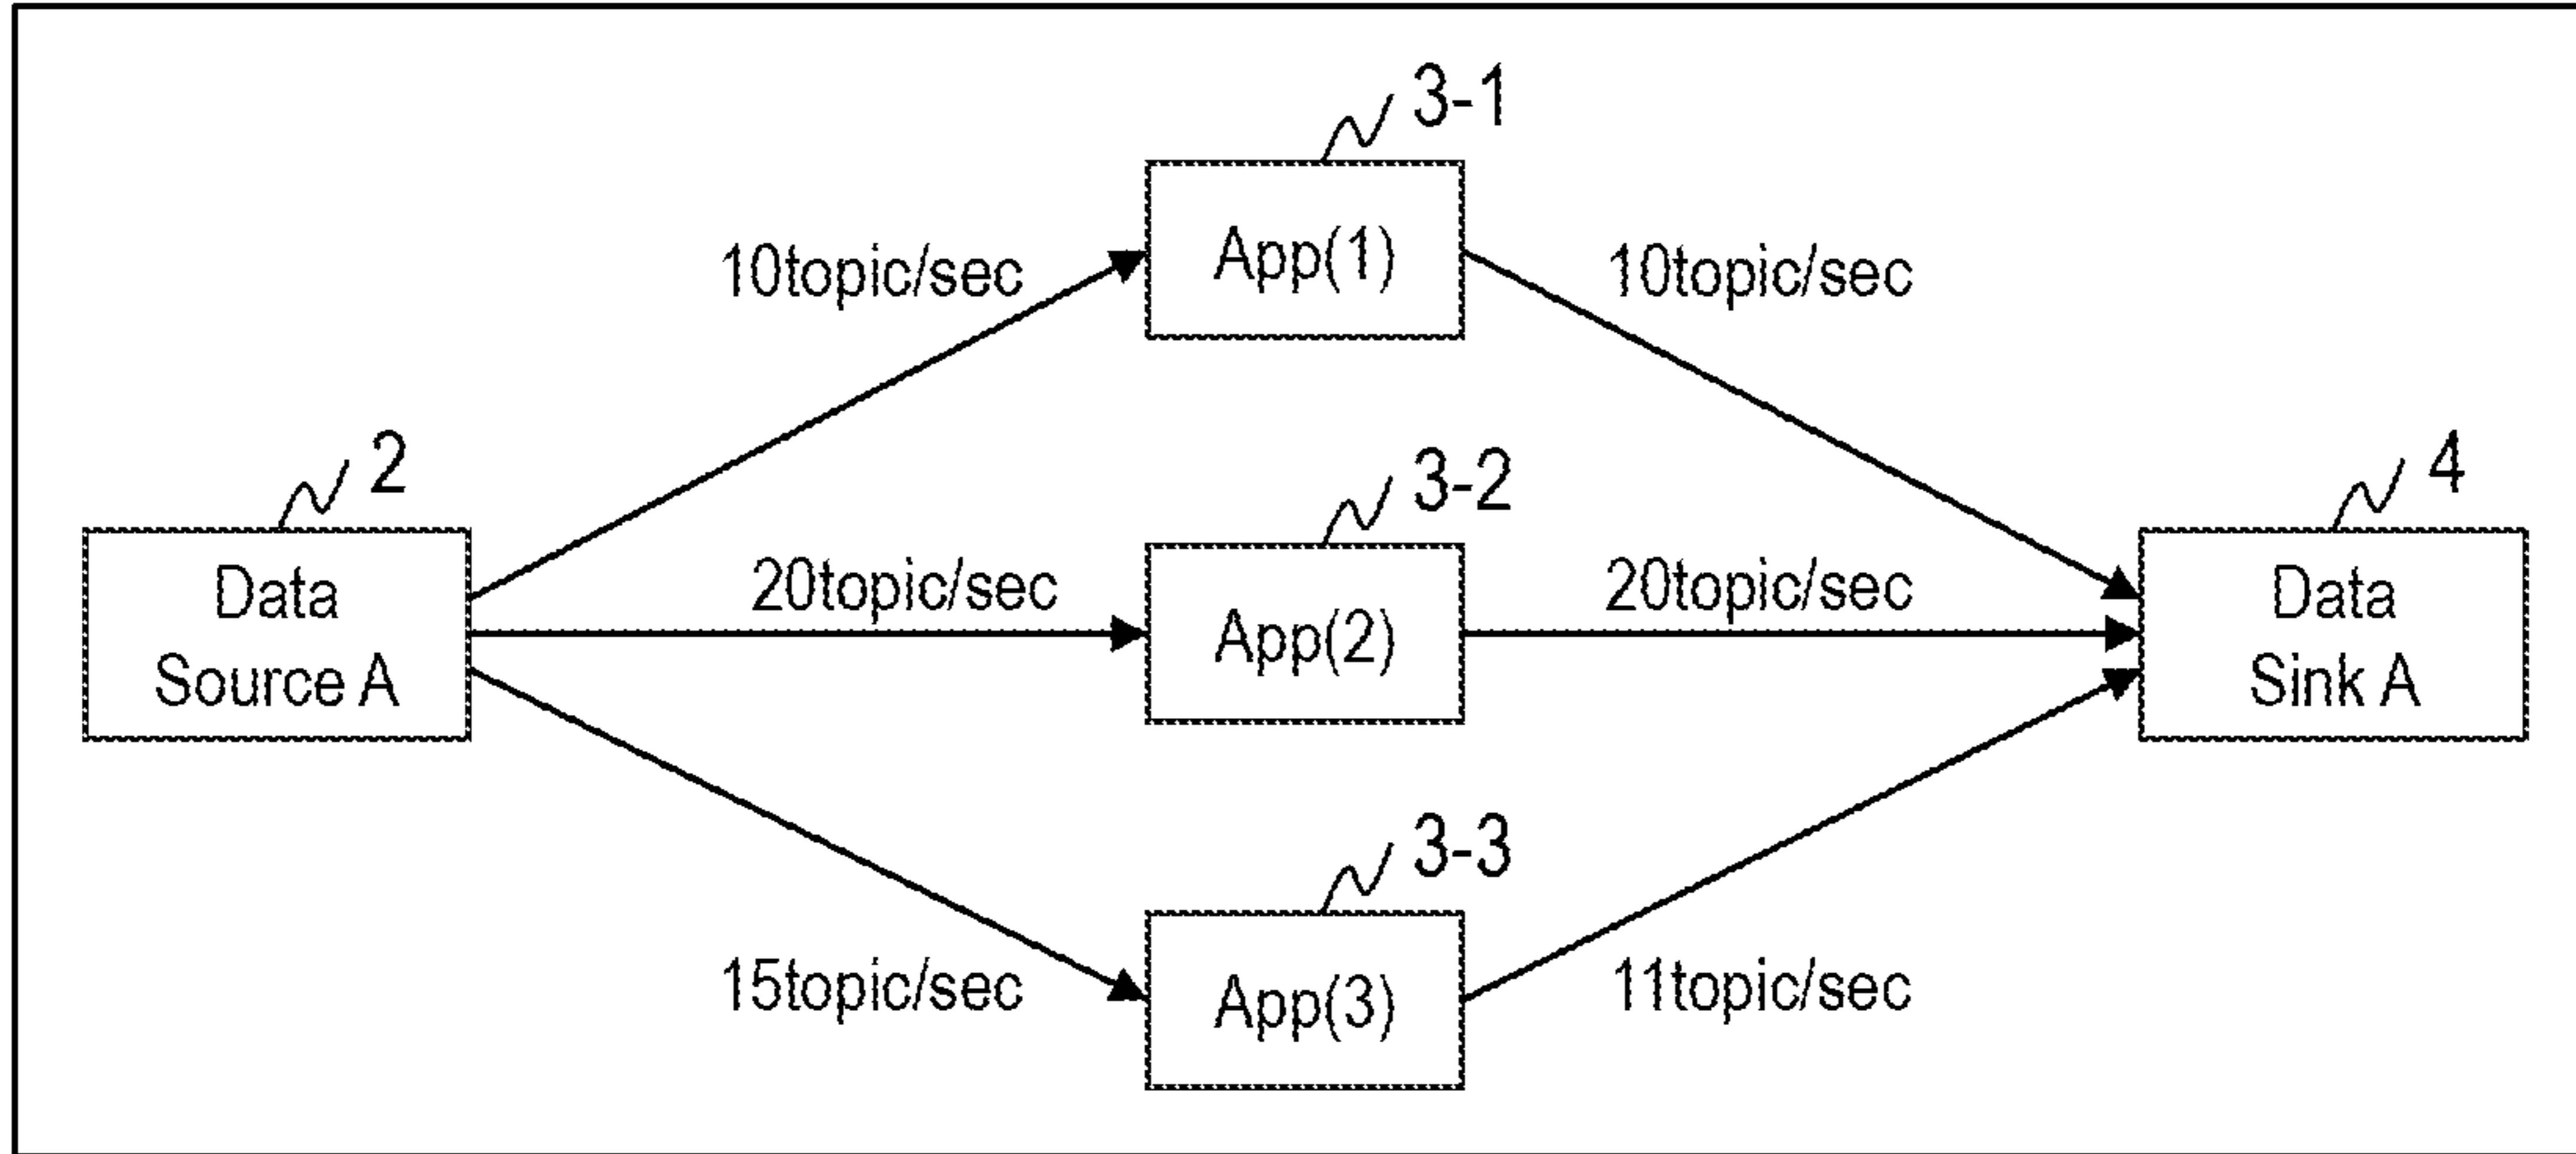 3-1
App(1)
10topic/sec
10topic/sec
2
Data
Source A
3-2
20topic/sec
App(2)
20topic/sec
4
Data
Sink A
3-3
15topic/sec
App(3)
11topic/sec